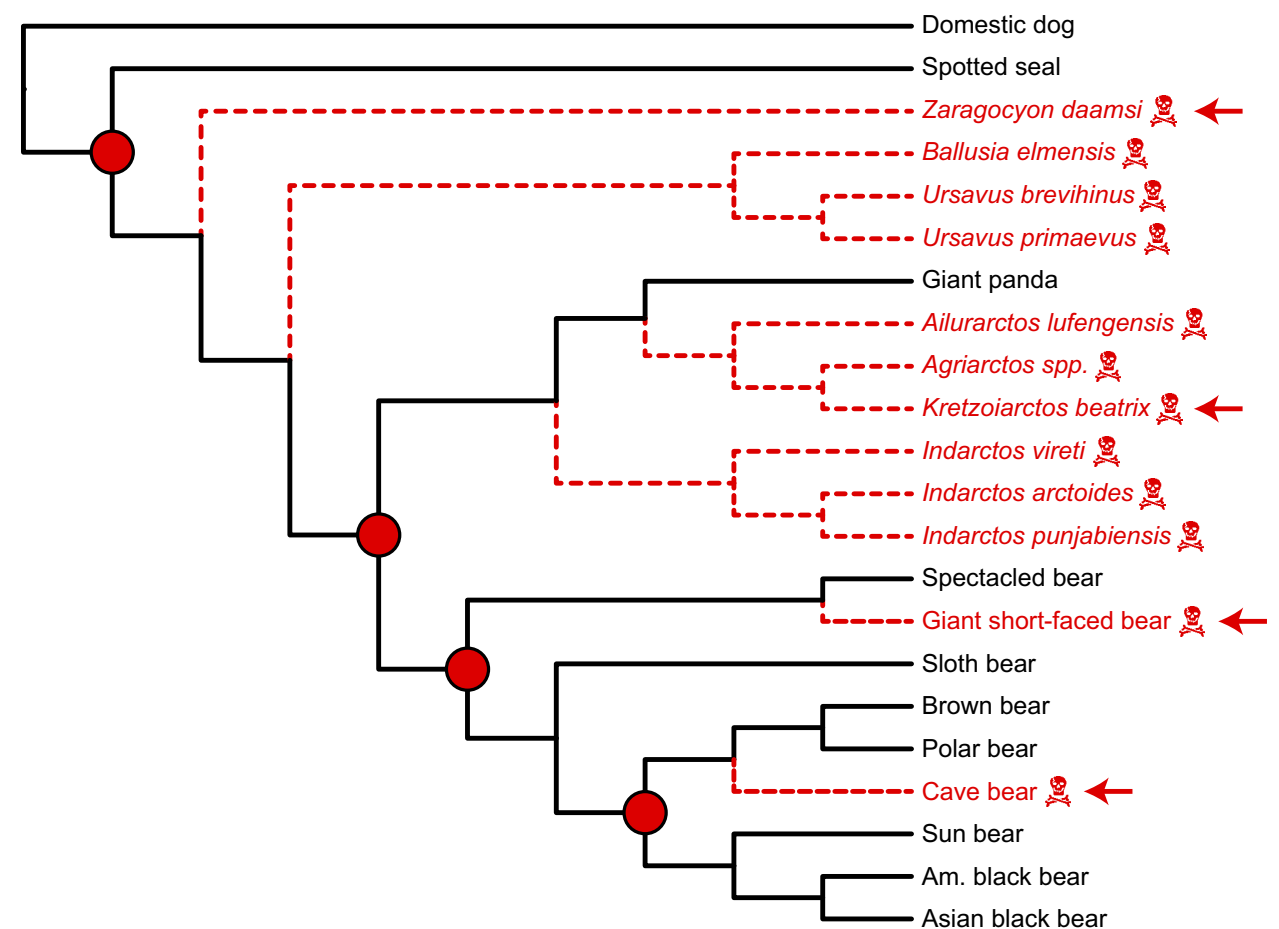 Domestic dog
Spotted seal
Zaragocyon daamsi
Ballusia elmensis
Ursavus brevihinus
Ursavus primaevus
Giant panda
Ailurarctos lufengensis
Agriarctos spp.
Kretzoiarctos beatrix
Indarctos vireti
Indarctos arctoides
Indarctos punjabiensis
Spectacled bear
Giant short-faced bear
Sloth bear
Brown bear
Polar bear
Cave bear
Sun bear
Am. black bear
Asian black bear